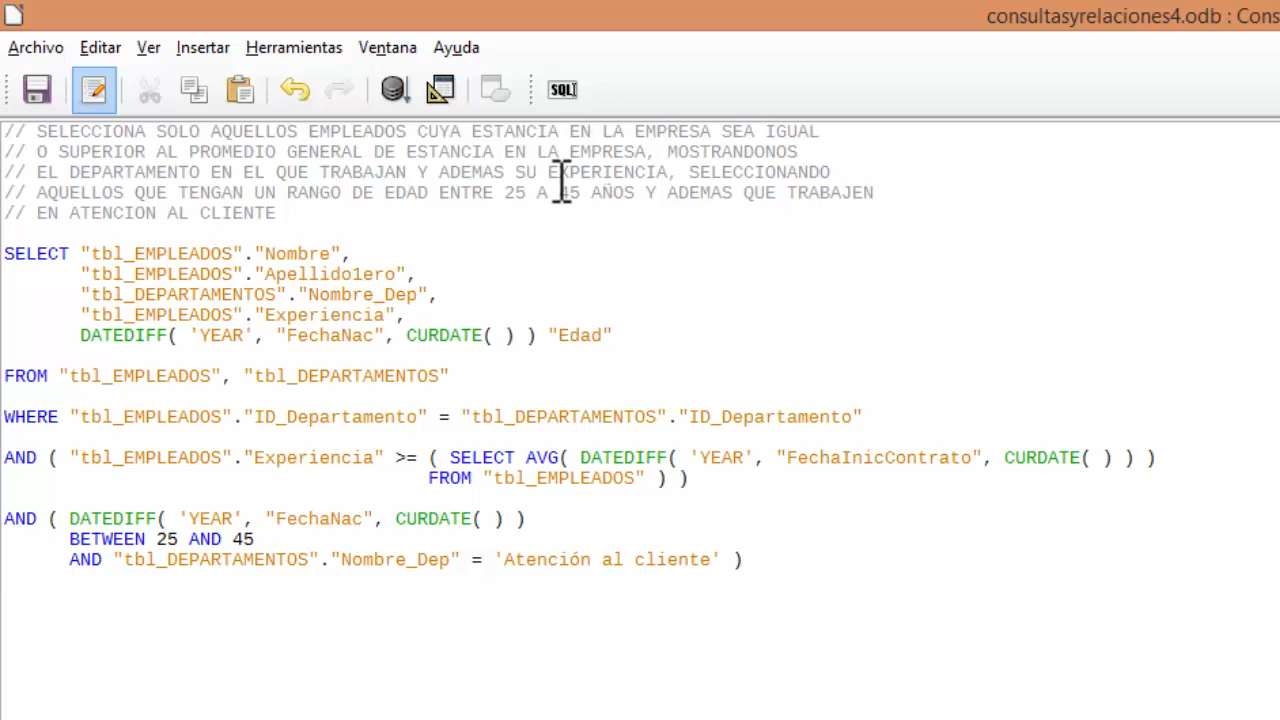 consultasyrelaciones4.odb : Cons
Archivo Editar Ver Insertar Herramientas Ventana Ayuda
SQL
// SELECCIONA SOLO AQUELLOS EMPLEADOS CUYA ESTANCIA EN LA EMPRESA SEA IGUAL
// O SUPERIOR AL PROMEDIO GENERAL DE ESTANCIA EN LA EMPRESA, MOSTRANDONOS
// EL DEPARTAMENTO EN EL QUE TRABAJAN Y ADEMAS SU EXPERIENCIA, SELECCIONANDO
// AQUELLOS QUE TENGAN UN RANGO DE EDAD ENTRE 25 A 45 AÑOS Y ADEMAS QUE TRABAJEN
// EN ATENCION AL CLIENTE
SELECT "tbl_EMPLEADOS"."Nombre",
"tbl_EMPLEADOS"."Apellido1ero",
"tbl_DEPARTAMENTOS"."Nombre_Dep",
"tbl_EMPLEADOS"."Experiencia",
DATEDIFF( 'YEAR', "FechaNac", CURDATE( ) ) "Edad"
FROM "tbl_EMPLEADOS", "tbl_DEPARTAMENTOS"
WHERE "tbl_EMPLEADOS"."ID_Departamento" = "tbl_DEPARTAMENTOS"."ID_Departamento"
AND ( "tbl_EMPLEADOS"."Experiencia" >= ( SELECT AVG( DATEDIFF( 'YEAR', "FechaInicContrato", CURDATE( ) ) )
FROM "tbl_EMPLEADOS" ) )
AND ( DATEDIFF( 'YEAR', "FechaNac", CURDATE( ) )
BETWEEN 25 AND 45
AND "tbl_DEPARTAMENTOS"."Nombre_Dep" = 'Atención al cliente' )